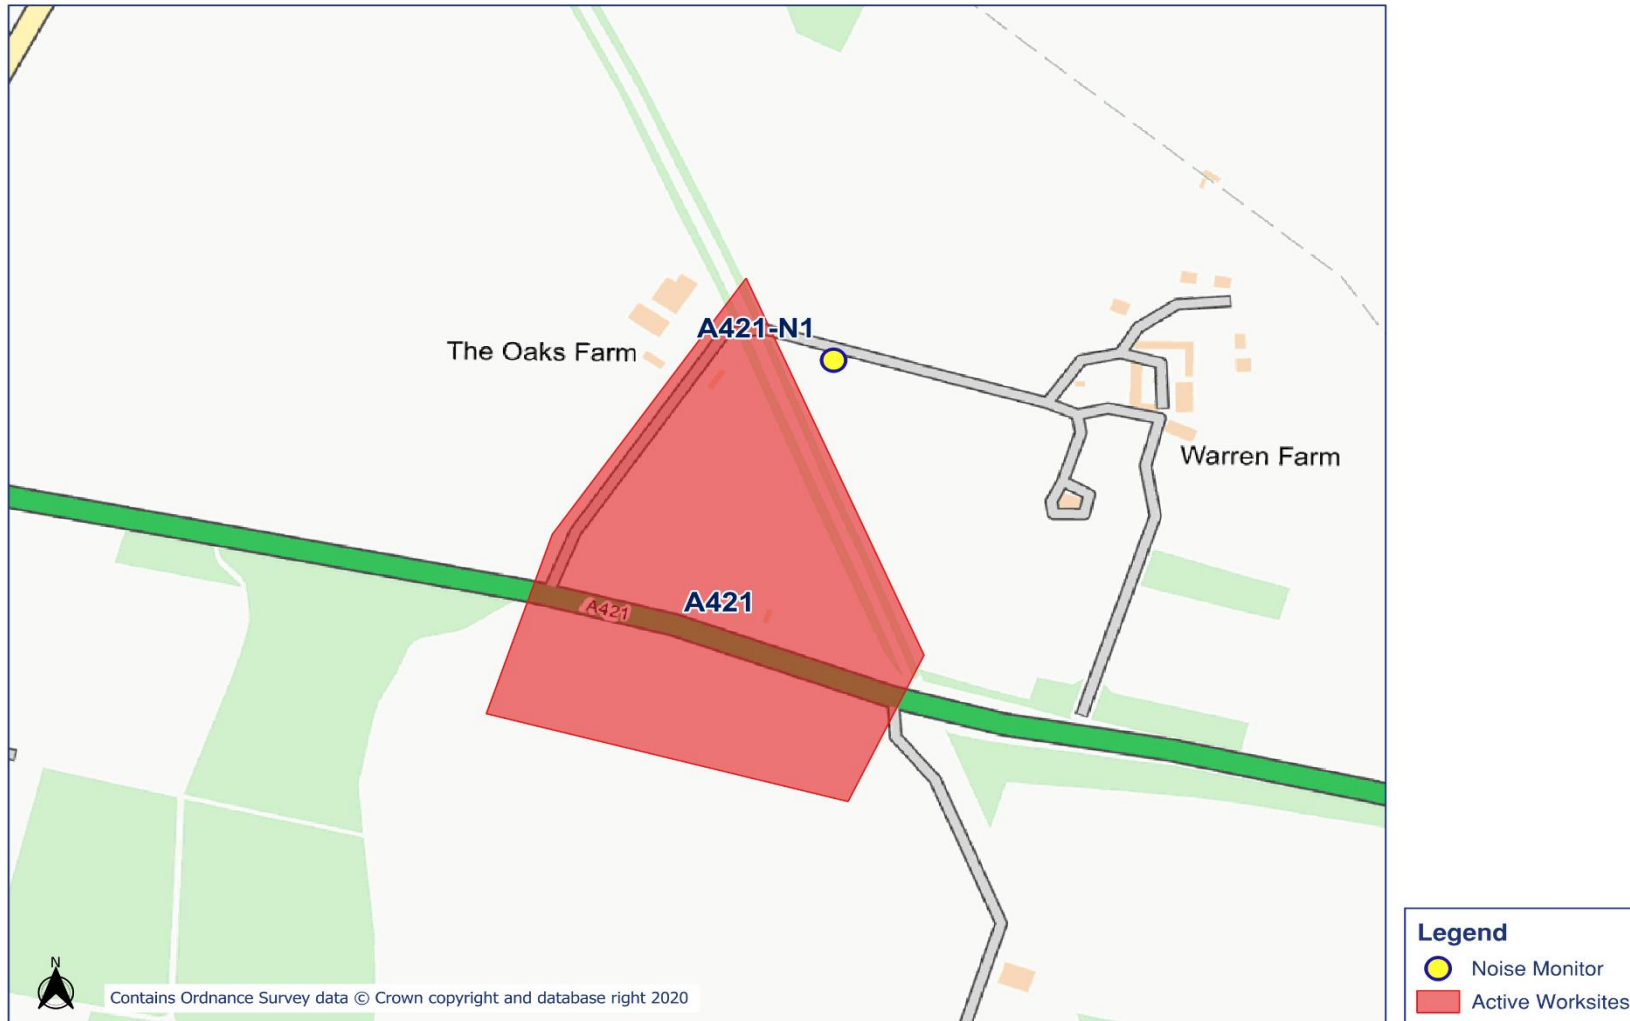 A421-N1
The Oaks Farm
Warren Farm
A421
A421
Legend
Noise Monitor
Active Worksites
N
Contains Ordnance Survey data © Crown copyright and database right 2020